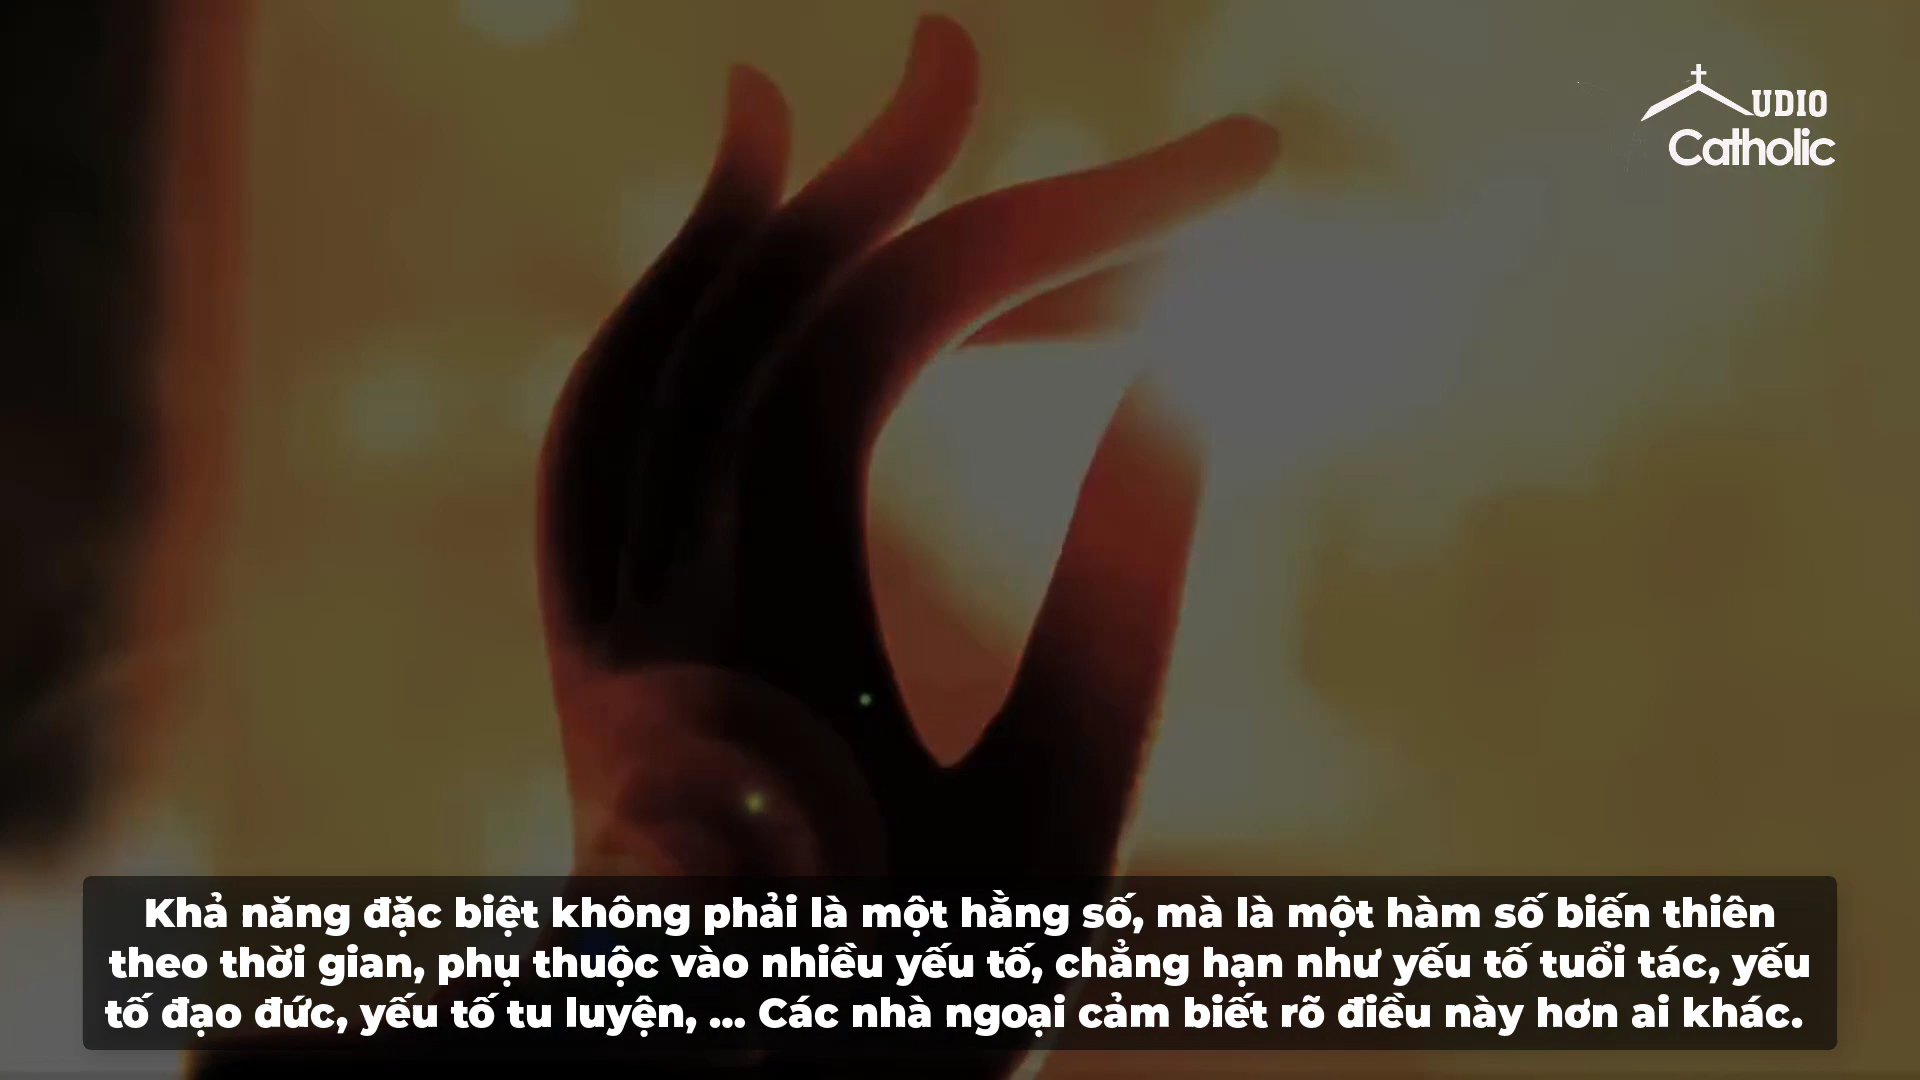 UDIO
Catholic
Khả năng đặc biệt không phải là một hằng số, mà là một hàm số biến thiên
theo thời gian, phụ thuộc vào nhiều yếu tố, chẳng hạn như yếu tố tuổi tác, yếu
tố đạo đức, yếu tố tu luyện, ... Các nhà ngoại cảm biết rõ điều này hơn ai khác.